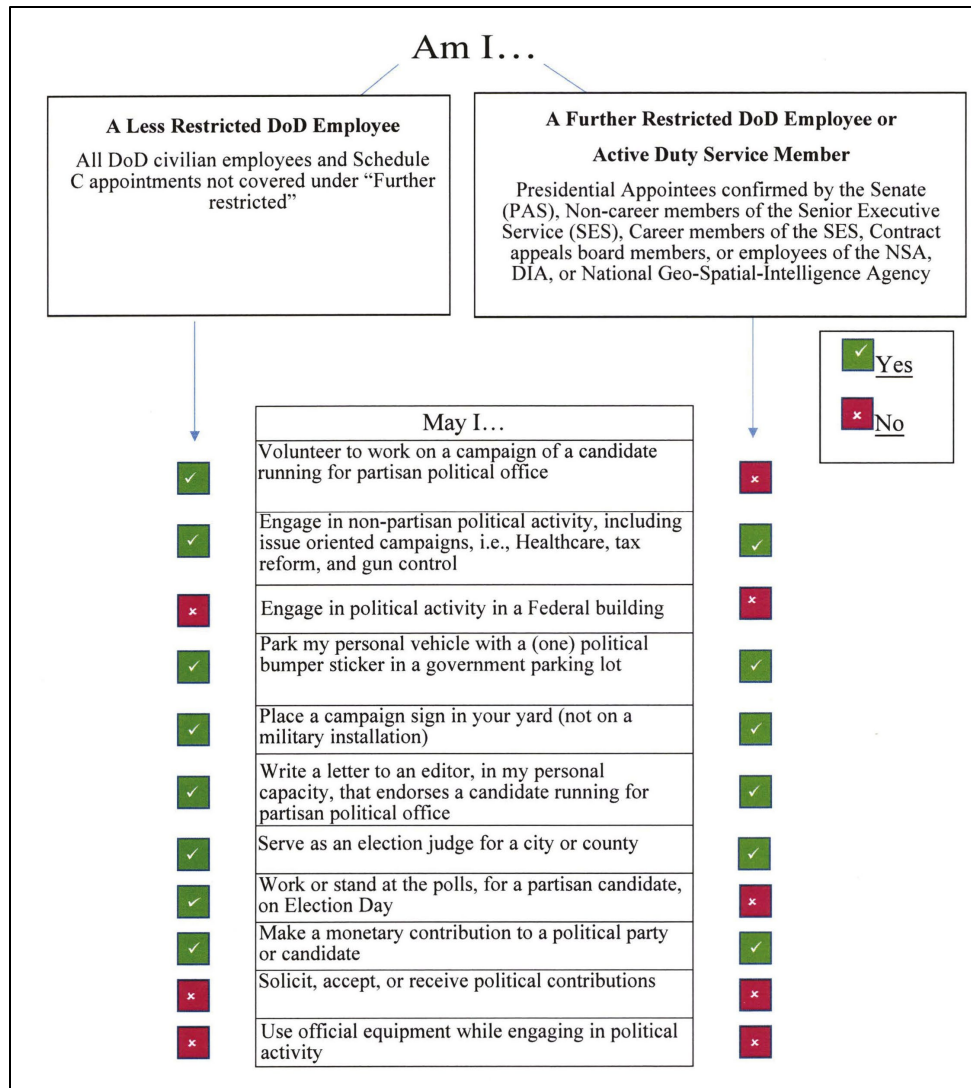 Am I…
A Less Restricted DoD Employee
All DoD civilian employees and Schedule
C appointments not covered under “Further
restricted”
A Further Restricted DoD Employee or
Active Duty Service Member
Presidential Appointees confirmed by the Senate
(PAS), Non-career members of the Senior Executive
Service (SES), Career members of the SES, Contract
appeals board members, or employees of the NSA,
DIA, or National Geo-Spatial-Intelligence Agency
Yes
No
May I…
Volunteer to work on a campaign of a candidate
running for partisan political office
Engage in non-partisan political activity, including
issue oriented campaigns, i.e., Healthcare, tax
reform, and gun control
Engage in political activity in a Federal building
Park my personal vehicle with a (one) political
bumper sticker in a government parking lot
Place a campaign sign in your yard (not on a
military installation)
Write a letter to an editor, in my personal
capacity, that endorses a candidate running for
partisan political office
Serve as an election judge for a city or county
Work or stand at the polls, for a partisan candidate,
on Election Day
Make a monetary contribution to a political party
or candidate
Solicit, accept, or receive political contributions
Use official equipment while engaging in political
activity